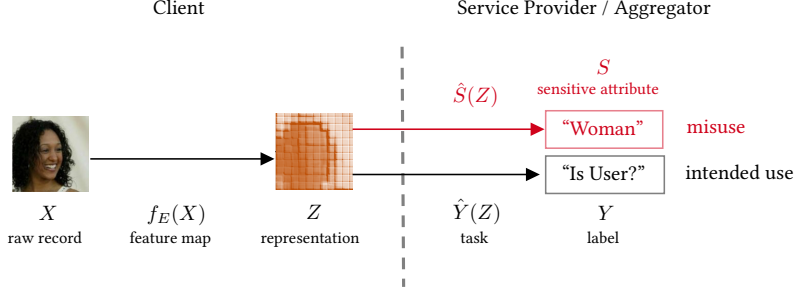 Client
Service Provider / Aggregator
S
sensitive attribute
Ŝ(Z)
“Woman”
misuse
“Is User?”
intended use
X
f_E(X)
Z
Ŷ(Z)
Y
raw record
feature map
representation
task
label